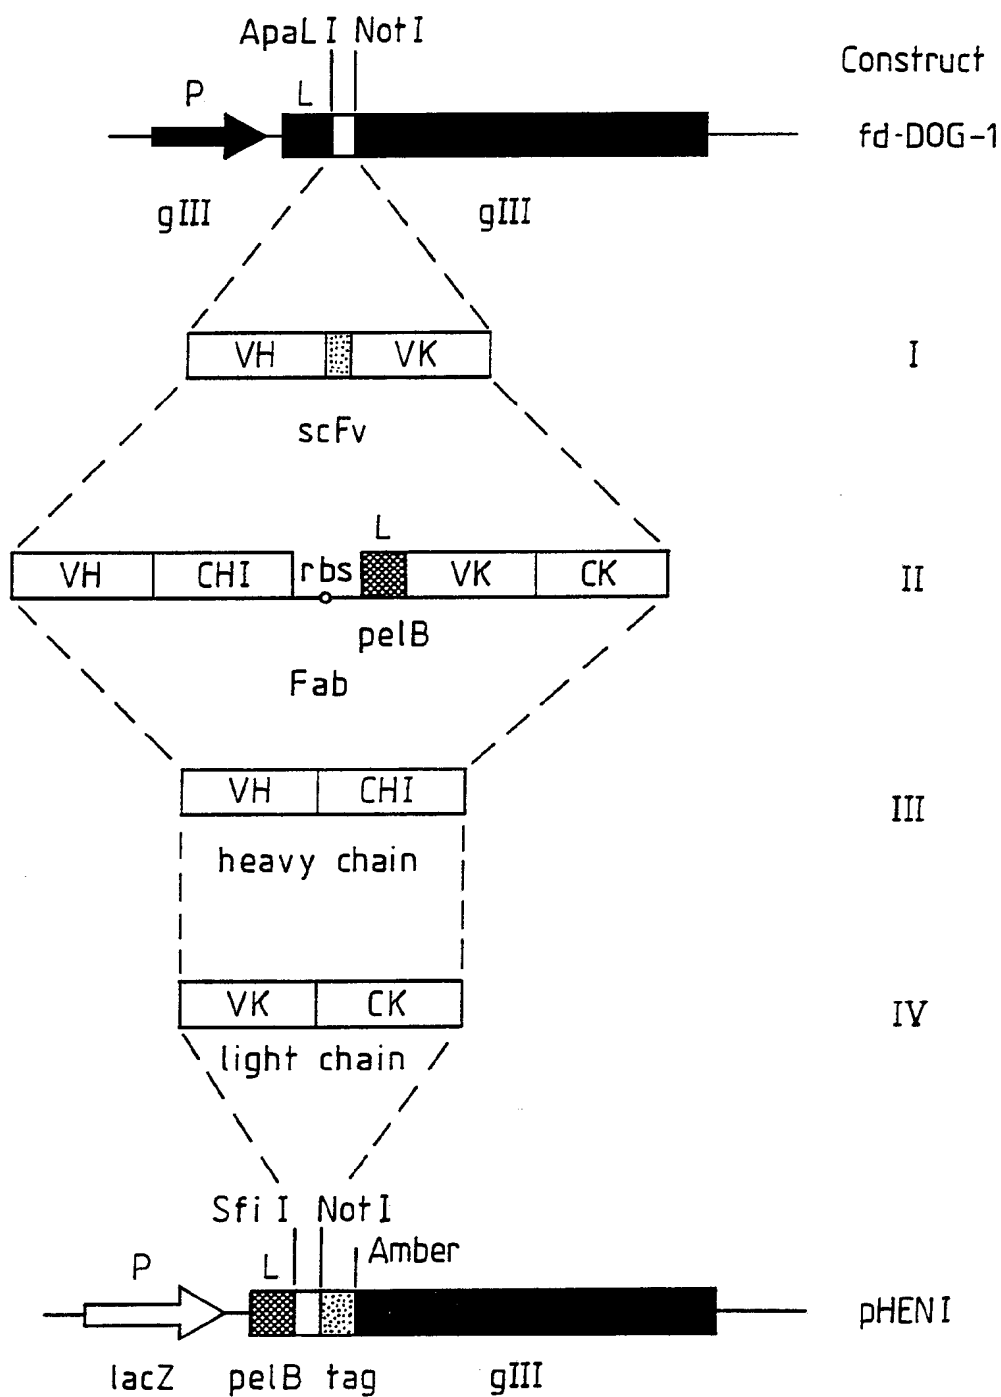 ApaL I Not I
Construct
P L
fd-DOG-1
gIII gIII
VH VK
I
scFv
L
VH CHI rbs VK CK
II
pelB
Fab
VH CHI
III
heavy chain
VK CK
IV
light chain
Sfi I Not I
Amber
P L
pHEN I
lacZ pelB tag gIII